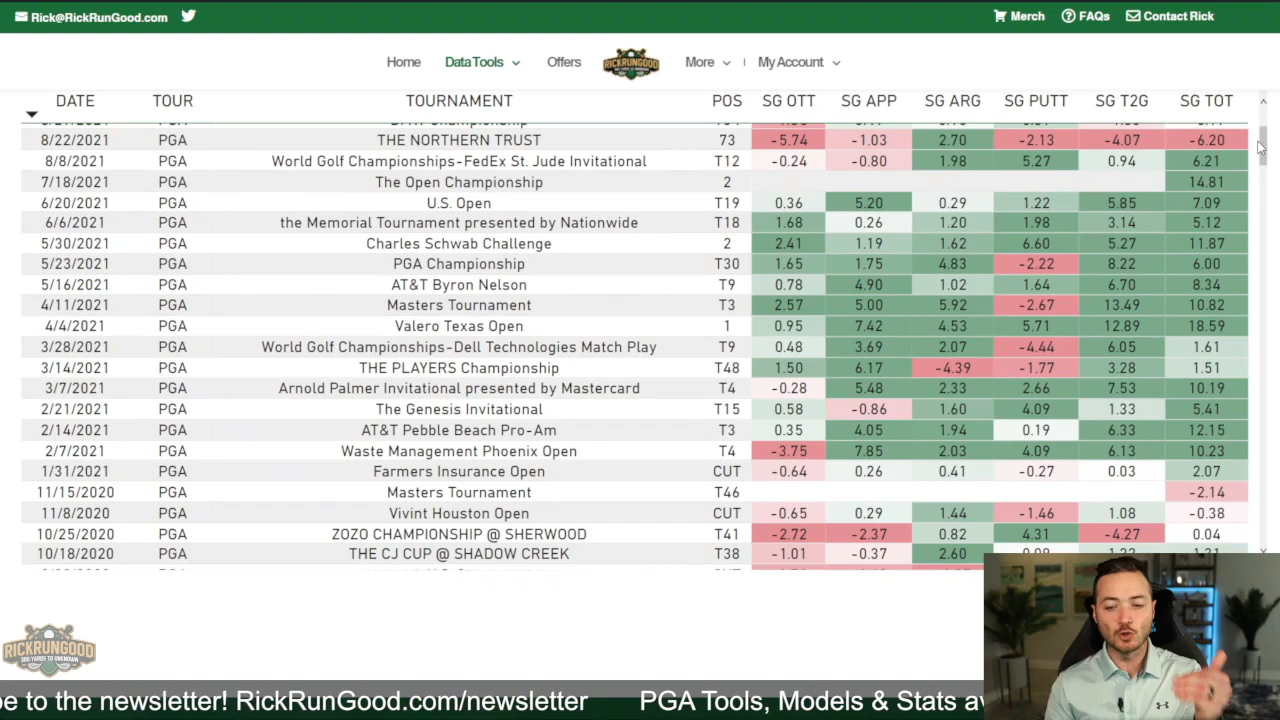 Rick@RickRunGood.com Merch FAQs Contact Rick
Home Data Tools Offers RICKRUNGOOD More My Account
DATE TOUR TOURNAMENT POS SG OTT SG APP SG ARG SG PUTT SG T2G SG TOT
8/22/2021 PGA THE NORTHERN TRUST 73 -5.74 -1.03 2.70 -2.13 -4.07 -6.20
8/8/2021 PGA World Golf Championships-FedEx St. Jude Invitational T12 -0.24 -0.80 1.98 5.27 0.94 6.21
7/18/2021 PGA The Open Championship 2 14.81
6/20/2021 PGA U.S. Open T19 0.36 5.20 0.29 1.22 5.85 7.09
6/6/2021 PGA the Memorial Tournament presented by Nationwide T18 1.68 0.26 1.20 1.98 3.14 5.12
5/30/2021 PGA Charles Schwab Challenge 2 2.41 1.19 1.62 6.60 5.27 11.87
5/23/2021 PGA PGA Championship T30 1.65 1.75 4.83 -2.22 8.22 6.00
5/16/2021 PGA AT&T Byron Nelson T9 0.78 4.90 1.02 1.64 6.70 8.34
4/11/2021 PGA Masters Tournament T3 2.57 5.00 5.92 -2.67 13.49 10.82
4/4/2021 PGA Valero Texas Open 1 0.95 7.42 4.53 5.71 12.89 18.59
3/28/2021 PGA World Golf Championships-Dell Technologies Match Play T9 0.48 3.69 2.07 -4.44 6.05 1.61
3/14/2021 PGA THE PLAYERS Championship T48 1.50 6.17 -4.39 -1.77 3.28 1.51
3/7/2021 PGA Arnold Palmer Invitational presented by Mastercard T4 -0.28 5.48 2.33 2.66 7.53 10.19
2/21/2021 PGA The Genesis Invitational T15 0.58 -0.86 1.60 4.09 1.33 5.41
2/14/2021 PGA AT&T Pebble Beach Pro-Am T3 0.35 4.05 1.94 0.19 6.33 12.15
2/7/2021 PGA Waste Management Phoenix Open T4 -3.75 7.85 2.03 4.09 6.13 10.23
1/31/2021 PGA Farmers Insurance Open CUT -0.64 0.26 0.41 -0.27 0.03 2.07
11/15/2020 PGA Masters Tournament T46 -2.14
11/8/2020 PGA Vivint Houston Open CUT -0.65 0.29 1.44 -1.46 1.08 -0.38
10/25/2020 PGA ZOZO CHAMPIONSHIP @ SHERWOOD T41 -2.72 -2.37 0.82 4.31 -4.27 0.04
10/18/2020 PGA THE CJ CUP @ SHADOW CREEK T38 -1.01 -0.37 2.60
RICKRUNGOOD
300 YARDS TO UNKNOWN
to the newsletter! RickRunGood.com/newsletter PGA Tools, Models & Stats